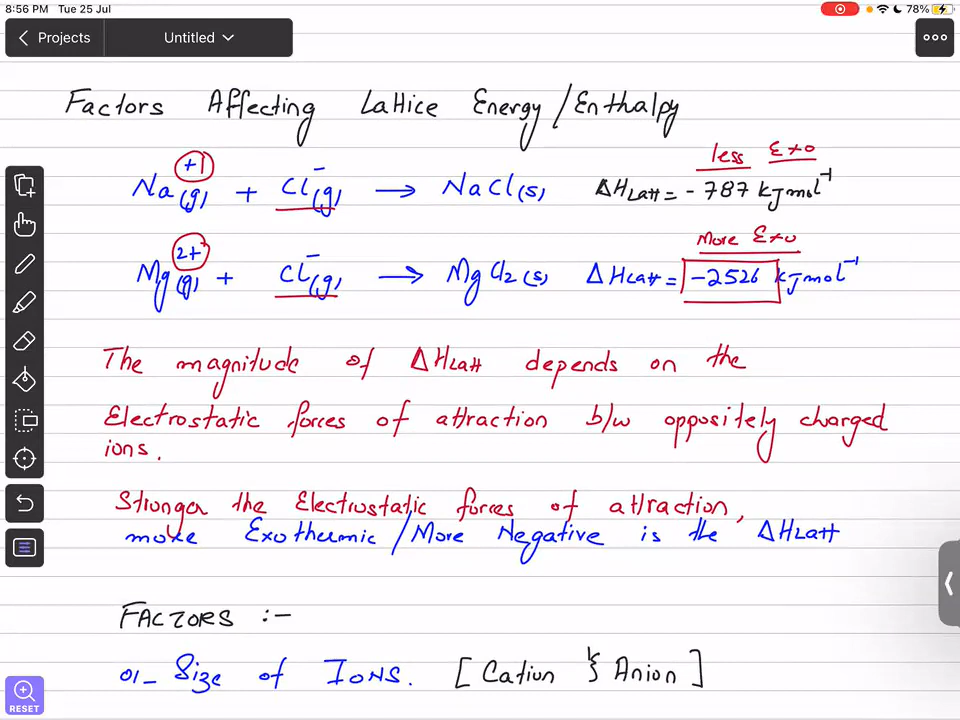 8:56 PM Tue 25 Jul 78%
Projects Untitled
Factors Affecting Lattice Energy/Enthalpy
less Exo
Na⁺¹(g) + Cl⁻(g) → NaCl(s) ΔHLatt = -787 kJmol⁻¹
More Exo
Mg²⁺(g) + Cl⁻(g) → MgCl2(s) ΔHLatt = -2526 kJmol⁻¹
The magnitude of ΔHLatt depends on the
Electrostatic forces of attraction b/w oppositely charged
ions.
Stronger the Electrostatic forces of attraction,
more Exothermic/More Negative is the ΔHLatt
FACTORS :-
01- Size of IONS. [Cation & Anion]
RESET